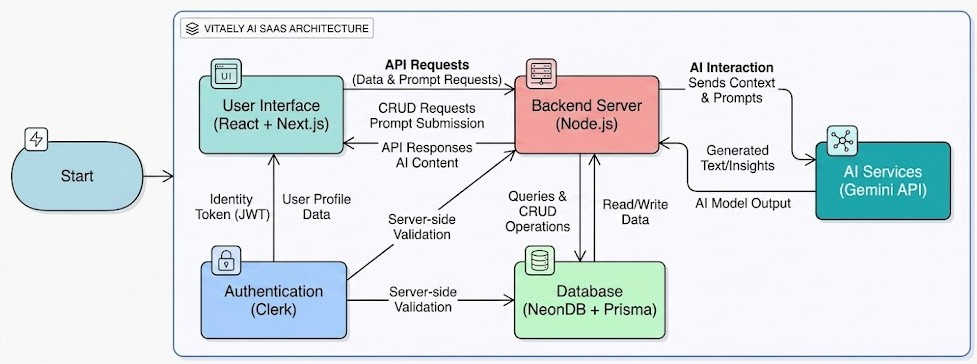 VITAELY AI SAAS ARCHITECTURE
Start
UI
User Interface
(React + Next.js)
API Requests
(Data & Prompt Requests)
CRUD Requests
Prompt Submission
API Responses
AI Content
Backend Server
(Node.js)
AI Interaction
Sends Context
& Prompts
Generated
Text/Insights
AI Model Output
AI Services
(Gemini API)
Identity
Token (JWT)
User Profile
Data
Server-side
Validation
Queries &
CRUD
Operations
Read/Write
Data
Authentication
(Clerk)
Server-side
Validation
Database
(NeonDB + Prisma)